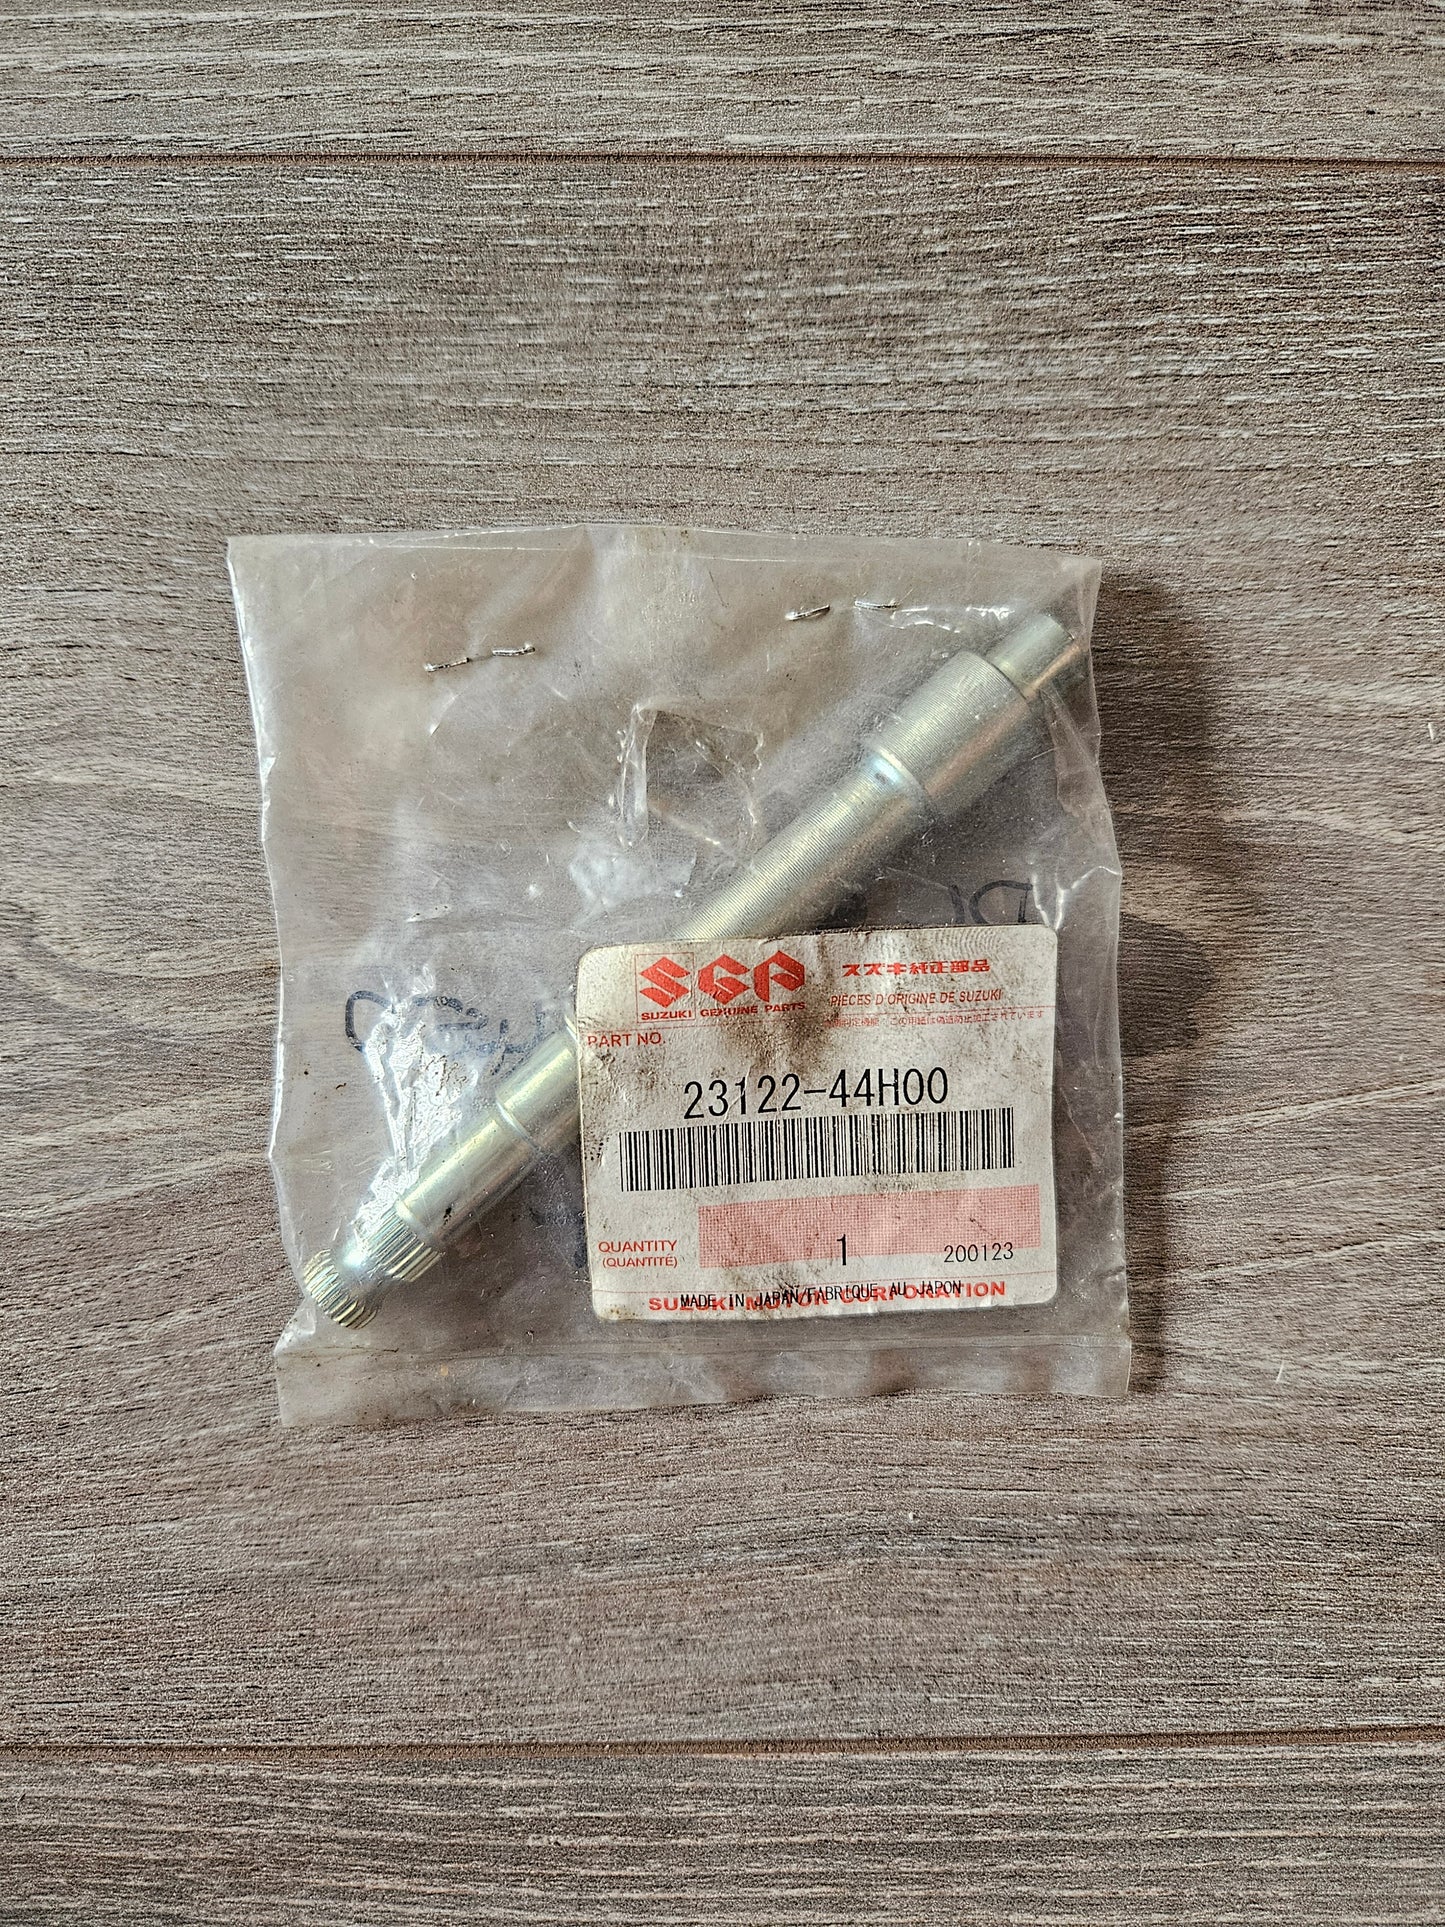 SGP
スズキ純正部品
SUZUKI GENUINE PARTS
PIÈCES D'ORIGINE DE SUZUKI
PART NO.
23122-44H00
QUANTITY
(QUANTITÉ)
1
200123
MADE IN JAPAN/FABRIQUE AU JAPON
SUZUKI MOTOR CORPORATION